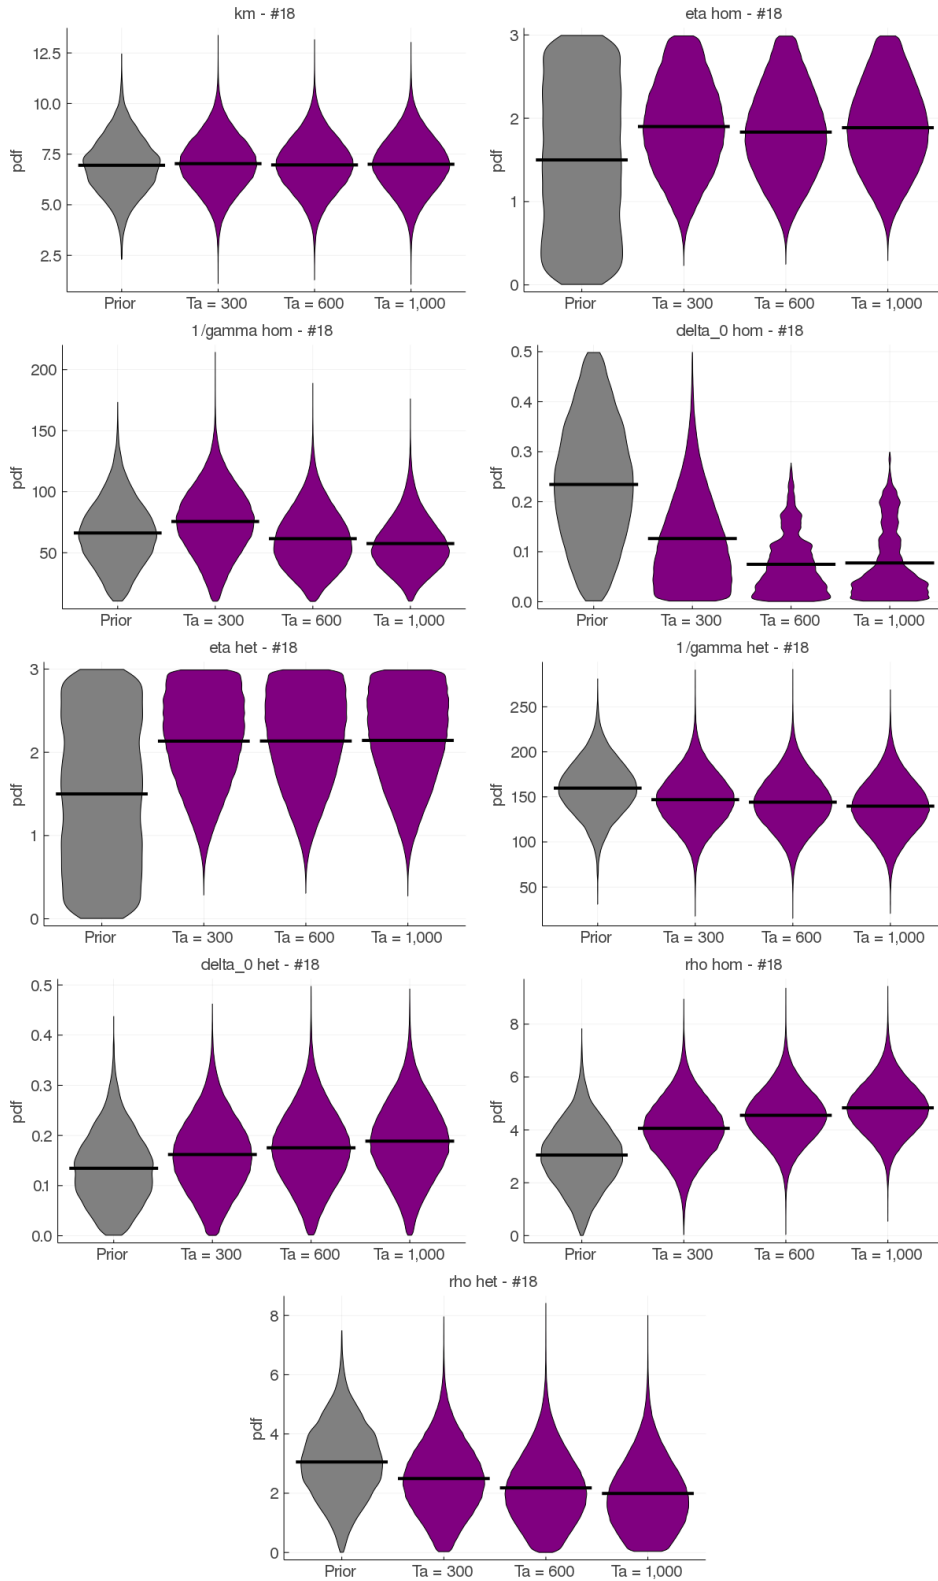 km - #18
pdf
12.5
10.0
7.5
5.0
2.5
Prior Ta = 300 Ta = 600 Ta = 1,000
eta hom - #18
pdf
3
2
1
0
Prior Ta = 300 Ta = 600 Ta = 1,000
1/gamma hom - #18
pdf
200
150
100
50
Prior Ta = 300 Ta = 600 Ta = 1,000
delta_0 hom - #18
pdf
0.5
0.4
0.3
0.2
0.1
0.0
Prior Ta = 300 Ta = 600 Ta = 1,000
eta het - #18
pdf
3
2
1
0
Prior Ta = 300 Ta = 600 Ta = 1,000
1/gamma het - #18
pdf
250
200
150
100
50
Prior Ta = 300 Ta = 600 Ta = 1,000
delta_0 het - #18
pdf
0.5
0.4
0.3
0.2
0.1
0.0
Prior Ta = 300 Ta = 600 Ta = 1,000
rho hom - #18
pdf
8
6
4
2
0
Prior Ta = 300 Ta = 600 Ta = 1,000
rho het - #18
pdf
8
6
4
2
0
Prior Ta = 300 Ta = 600 Ta = 1,000